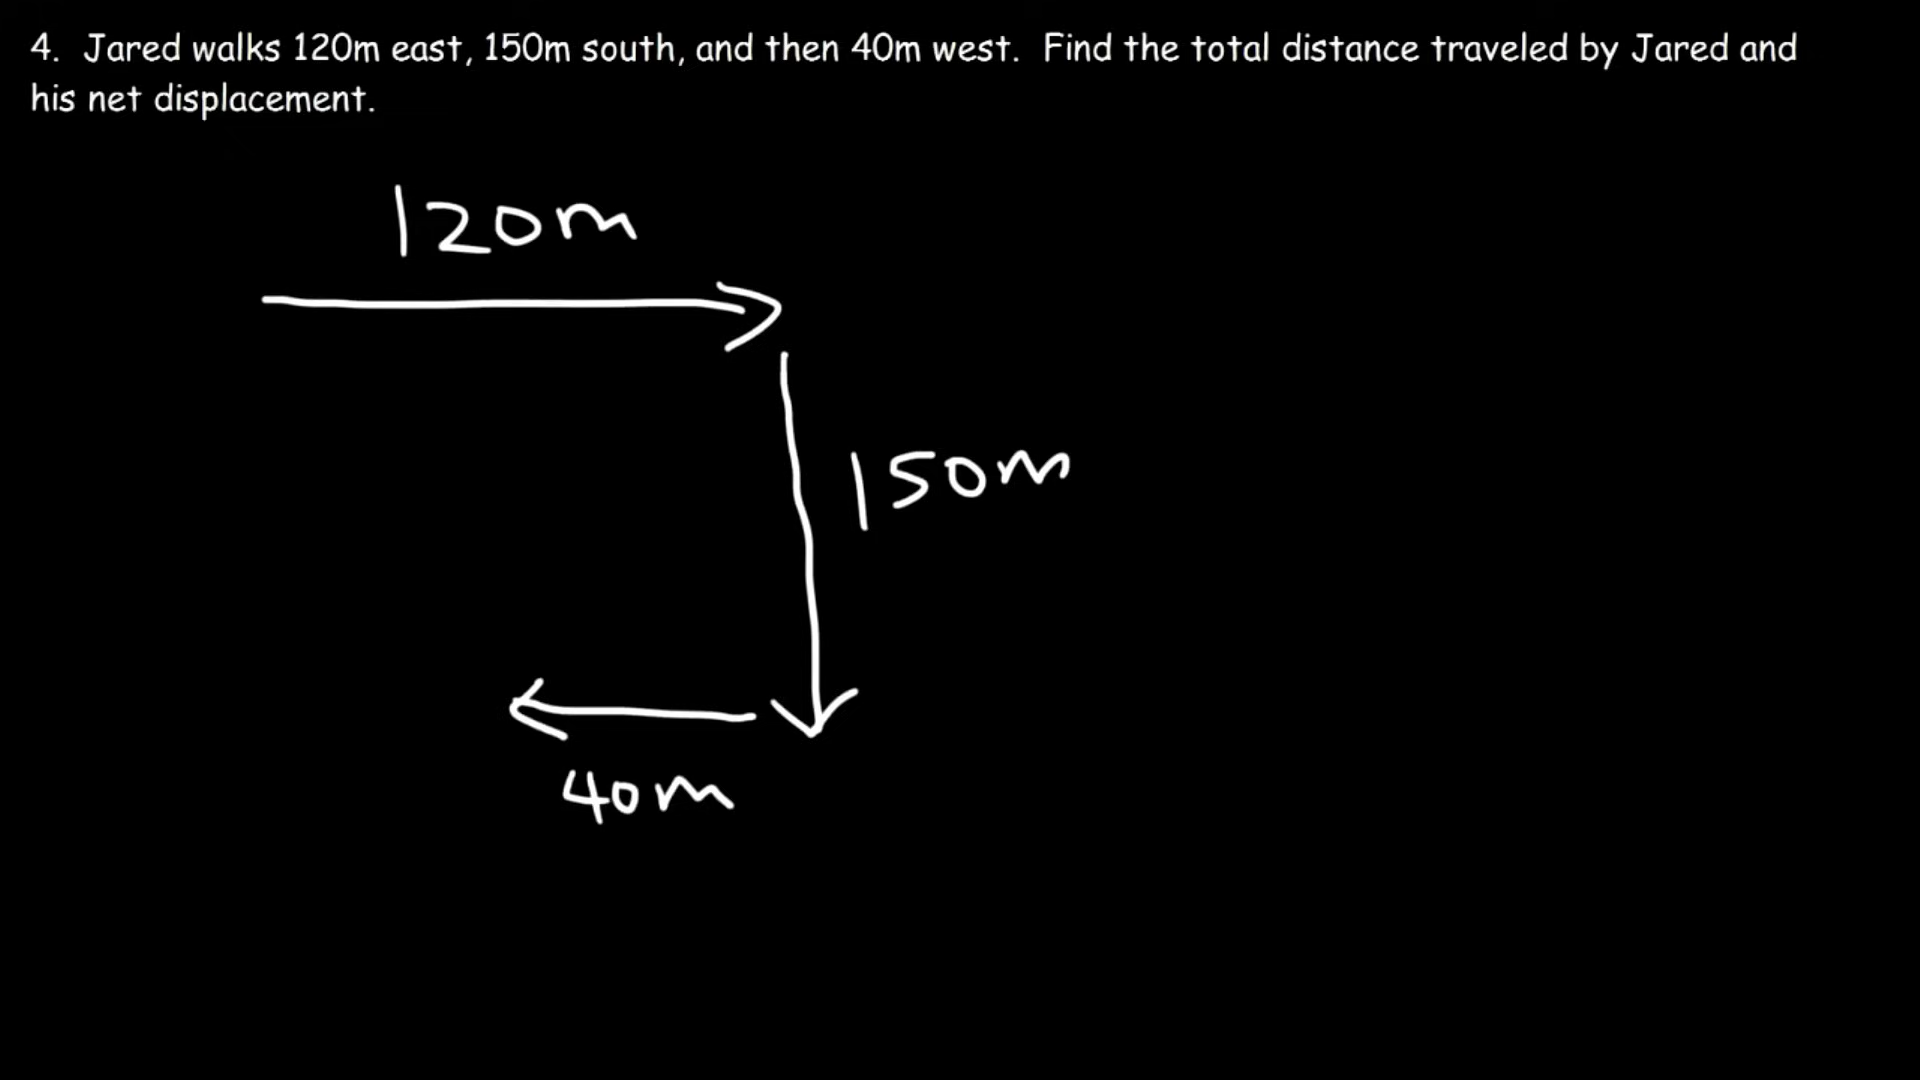 4. Jared walks 120m east, 150m south, and then 40m west. Find the total distance traveled by Jared and
his net displacement.
120m
150m
40m